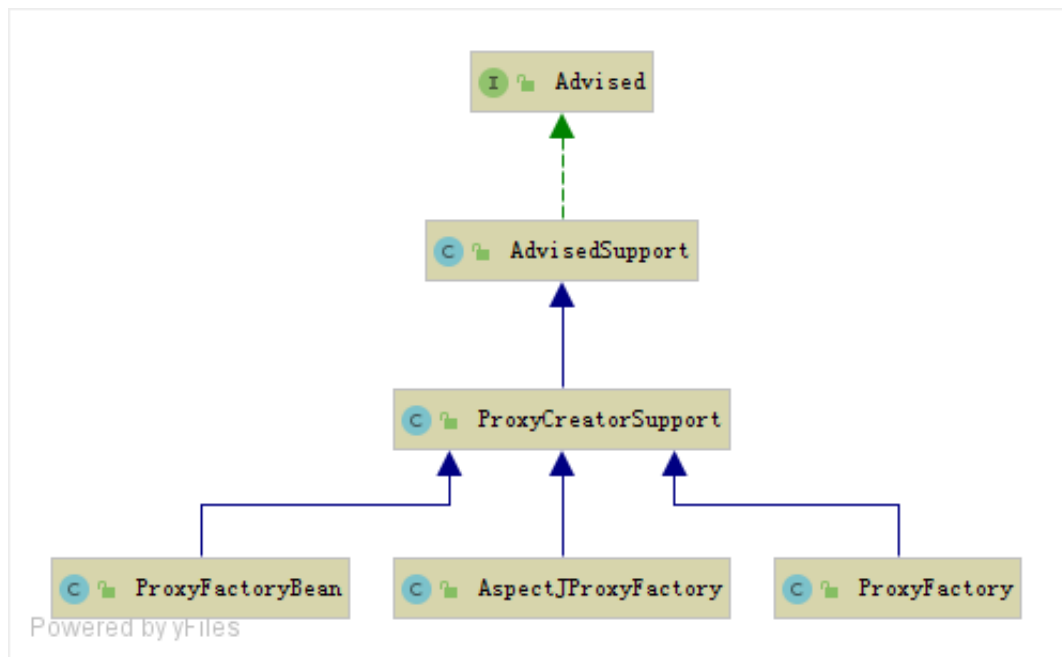 I Advised
C AdvisedSupport
C ProxyCreatorSupport
C ProxyFactoryBean
C AspectJProxyFactory
C ProxyFactory
Powered by yFiles